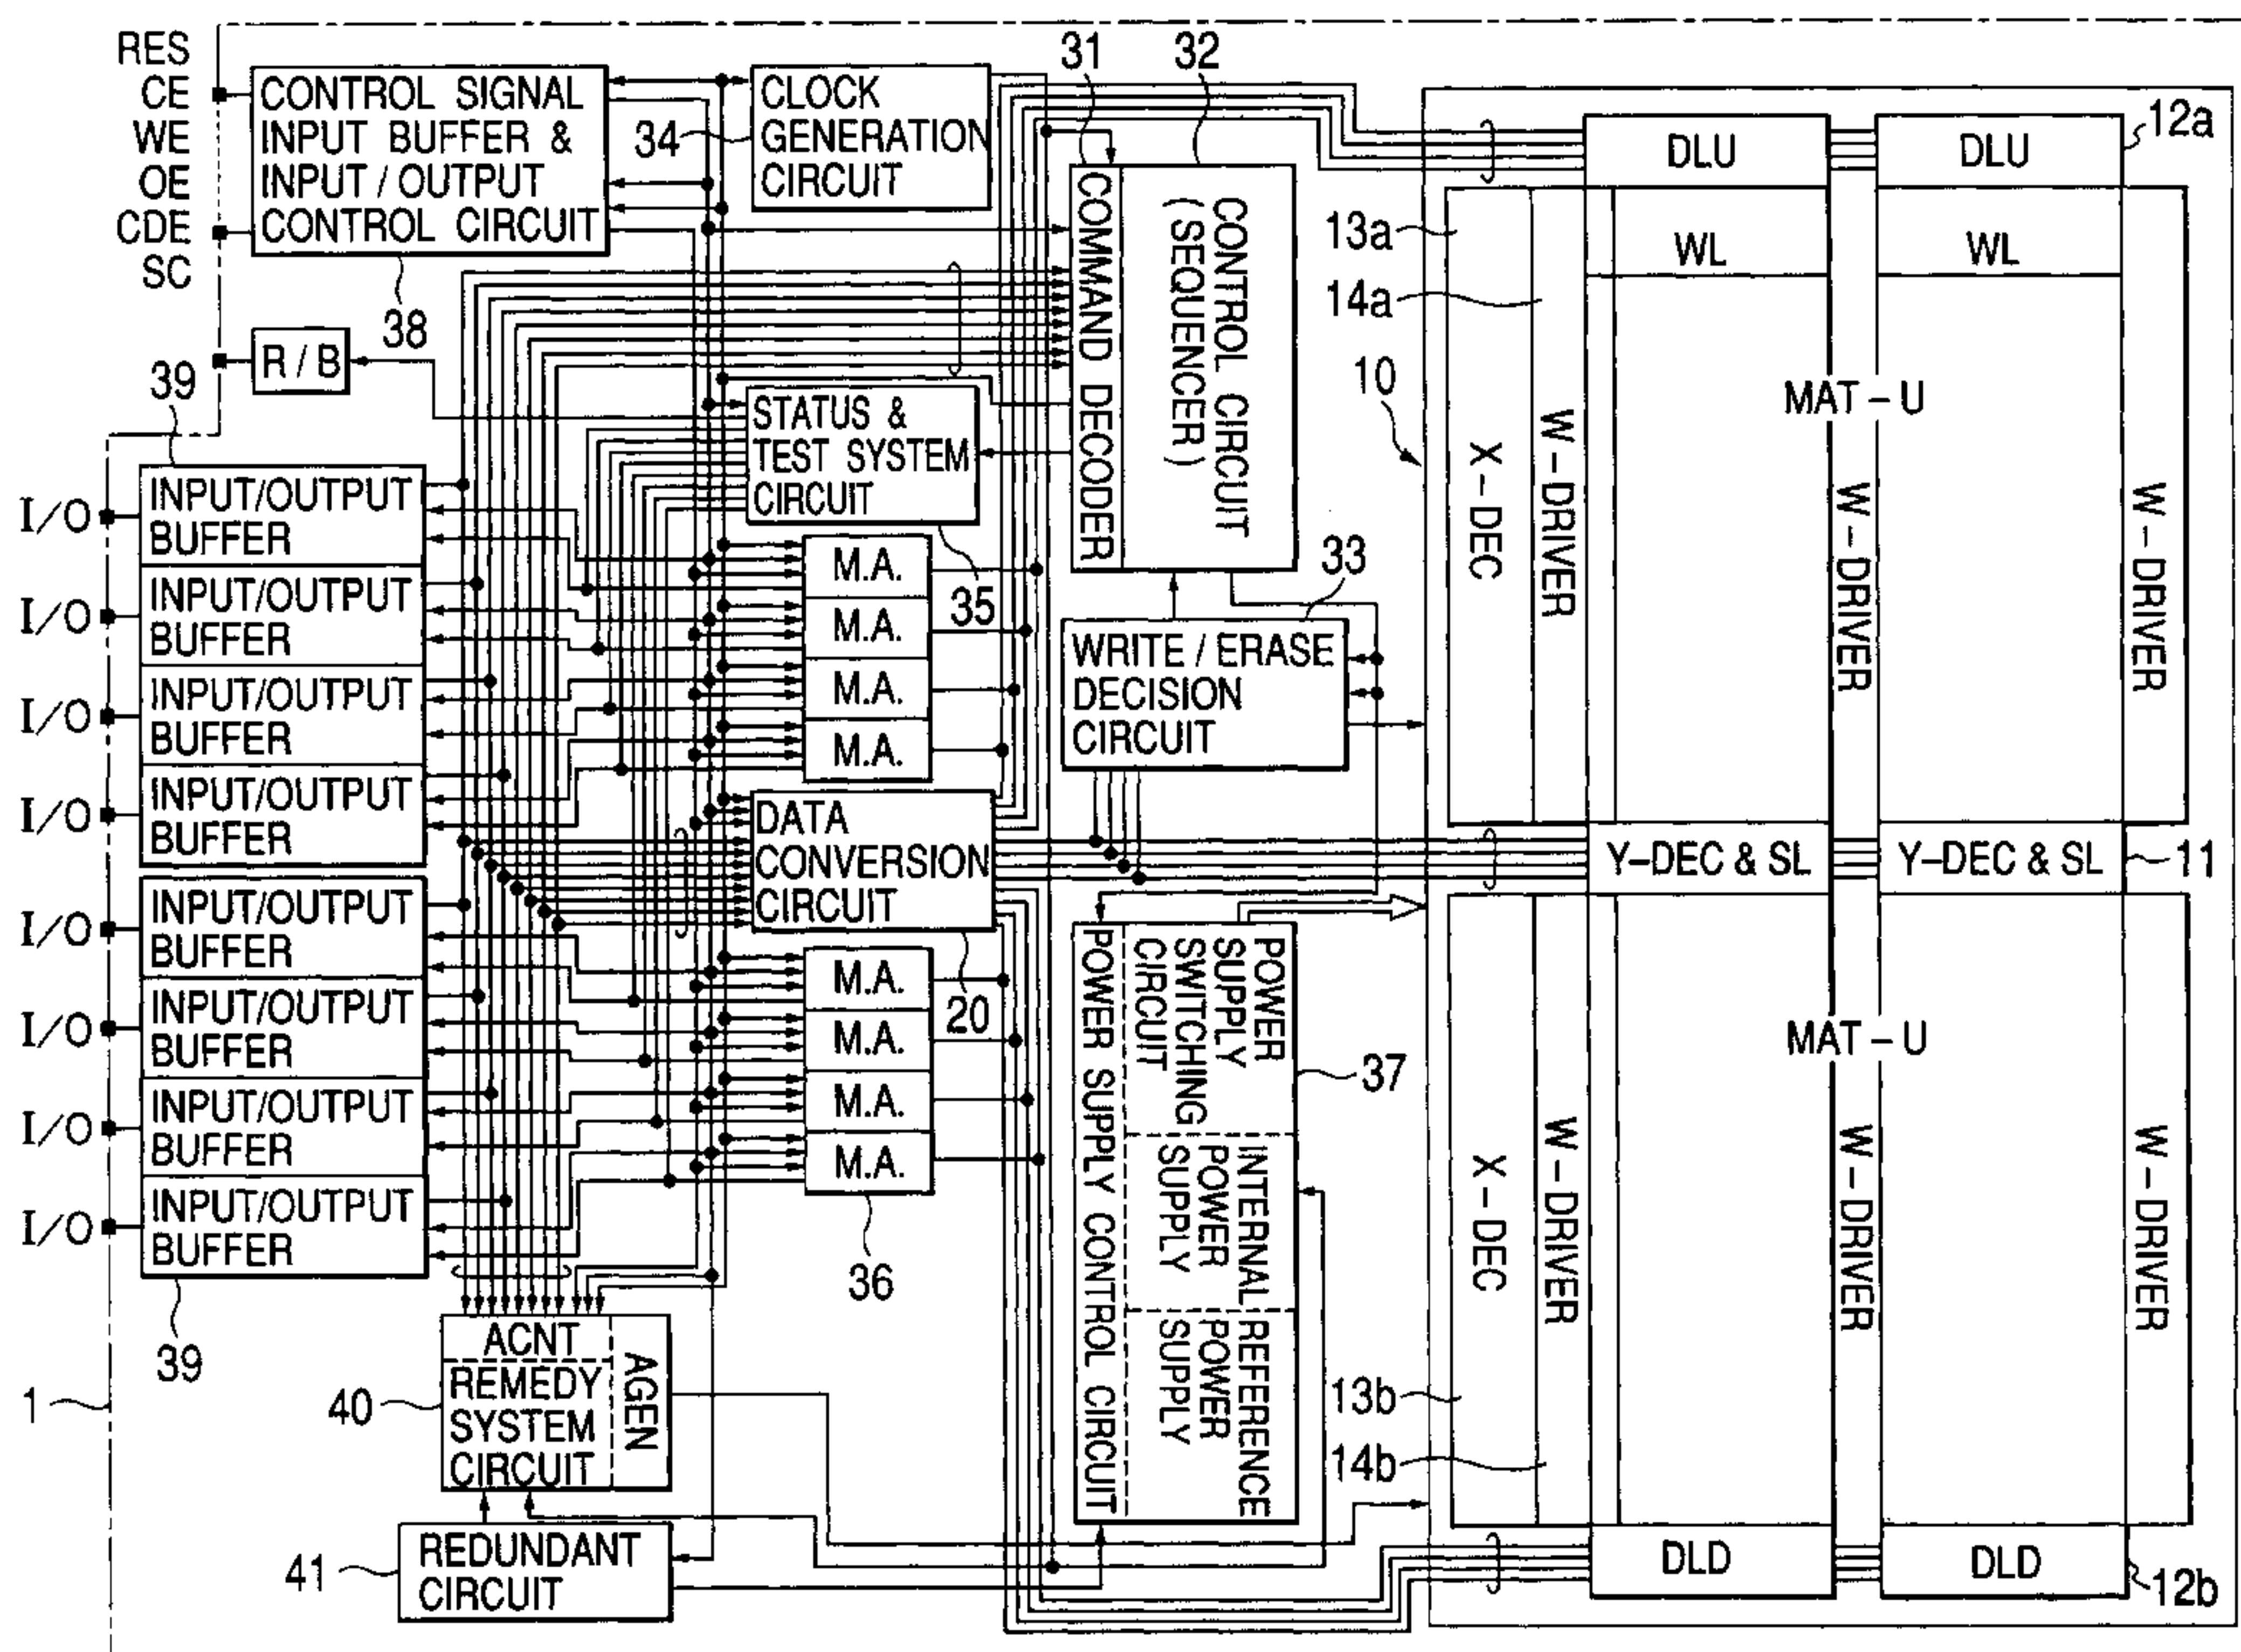 RES
CE
WE
OE
CDE
SC
CONTROL SIGNAL
INPUT BUFFER &
INPUT / OUTPUT
CONTROL CIRCUIT
38
R / B
34
CLOCK
GENERATION
CIRCUIT
31
32
COMMAND DECODER
CONTROL CIRCUIT
(SEQUENCER)
STATUS &
TEST SYSTEM
CIRCUIT
35
33
WRITE / ERASE
DECISION
CIRCUIT
39
I/O
INPUT/OUTPUT
BUFFER
I/O
INPUT/OUTPUT
BUFFER
I/O
INPUT/OUTPUT
BUFFER
I/O
INPUT/OUTPUT
BUFFER
I/O
INPUT/OUTPUT
BUFFER
I/O
INPUT/OUTPUT
BUFFER
I/O
INPUT/OUTPUT
BUFFER
I/O
INPUT/OUTPUT
BUFFER
39
1
M.A.
M.A.
M.A.
M.A.
DATA
CONVERSION
CIRCUIT
20
M.A.
M.A.
M.A.
M.A.
36
ACNT
REMEDY
SYSTEM
CIRCUIT
AGEN
40
41
REDUNDANT
CIRCUIT
POWER SUPPLY CONTROL CIRCUIT
POWER
SUPPLY
SWITCHING
CIRCUIT
INTERNAL
POWER
SUPPLY
REFERENCE
POWER
SUPPLY
37
10
DLU
DLU
12a
13a
14a
WL
WL
MAT – U
X – DEC
W – DRIVER
W – DRIVER
W – DRIVER
Y–DEC & SL
Y–DEC & SL
11
MAT – U
X – DEC
W – DRIVER
W – DRIVER
W – DRIVER
13b
14b
DLD
DLD
12b